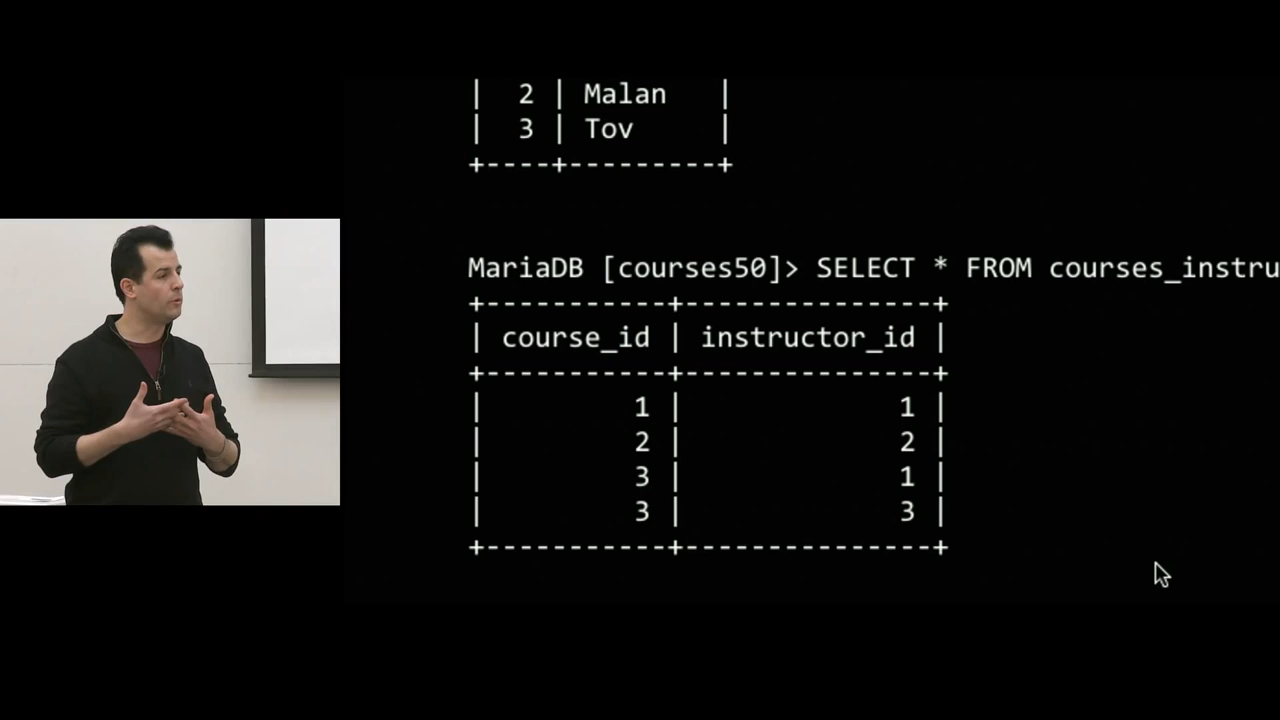 | 2 | Malan |
| 3 | Tov |
+----+---------+
MariaDB [courses50]> SELECT * FROM courses_instru
+-----------+---------------+
| course_id | instructor_id |
+-----------+---------------+
| 1 | 1 |
| 2 | 2 |
| 3 | 1 |
| 3 | 3 |
+-----------+---------------+